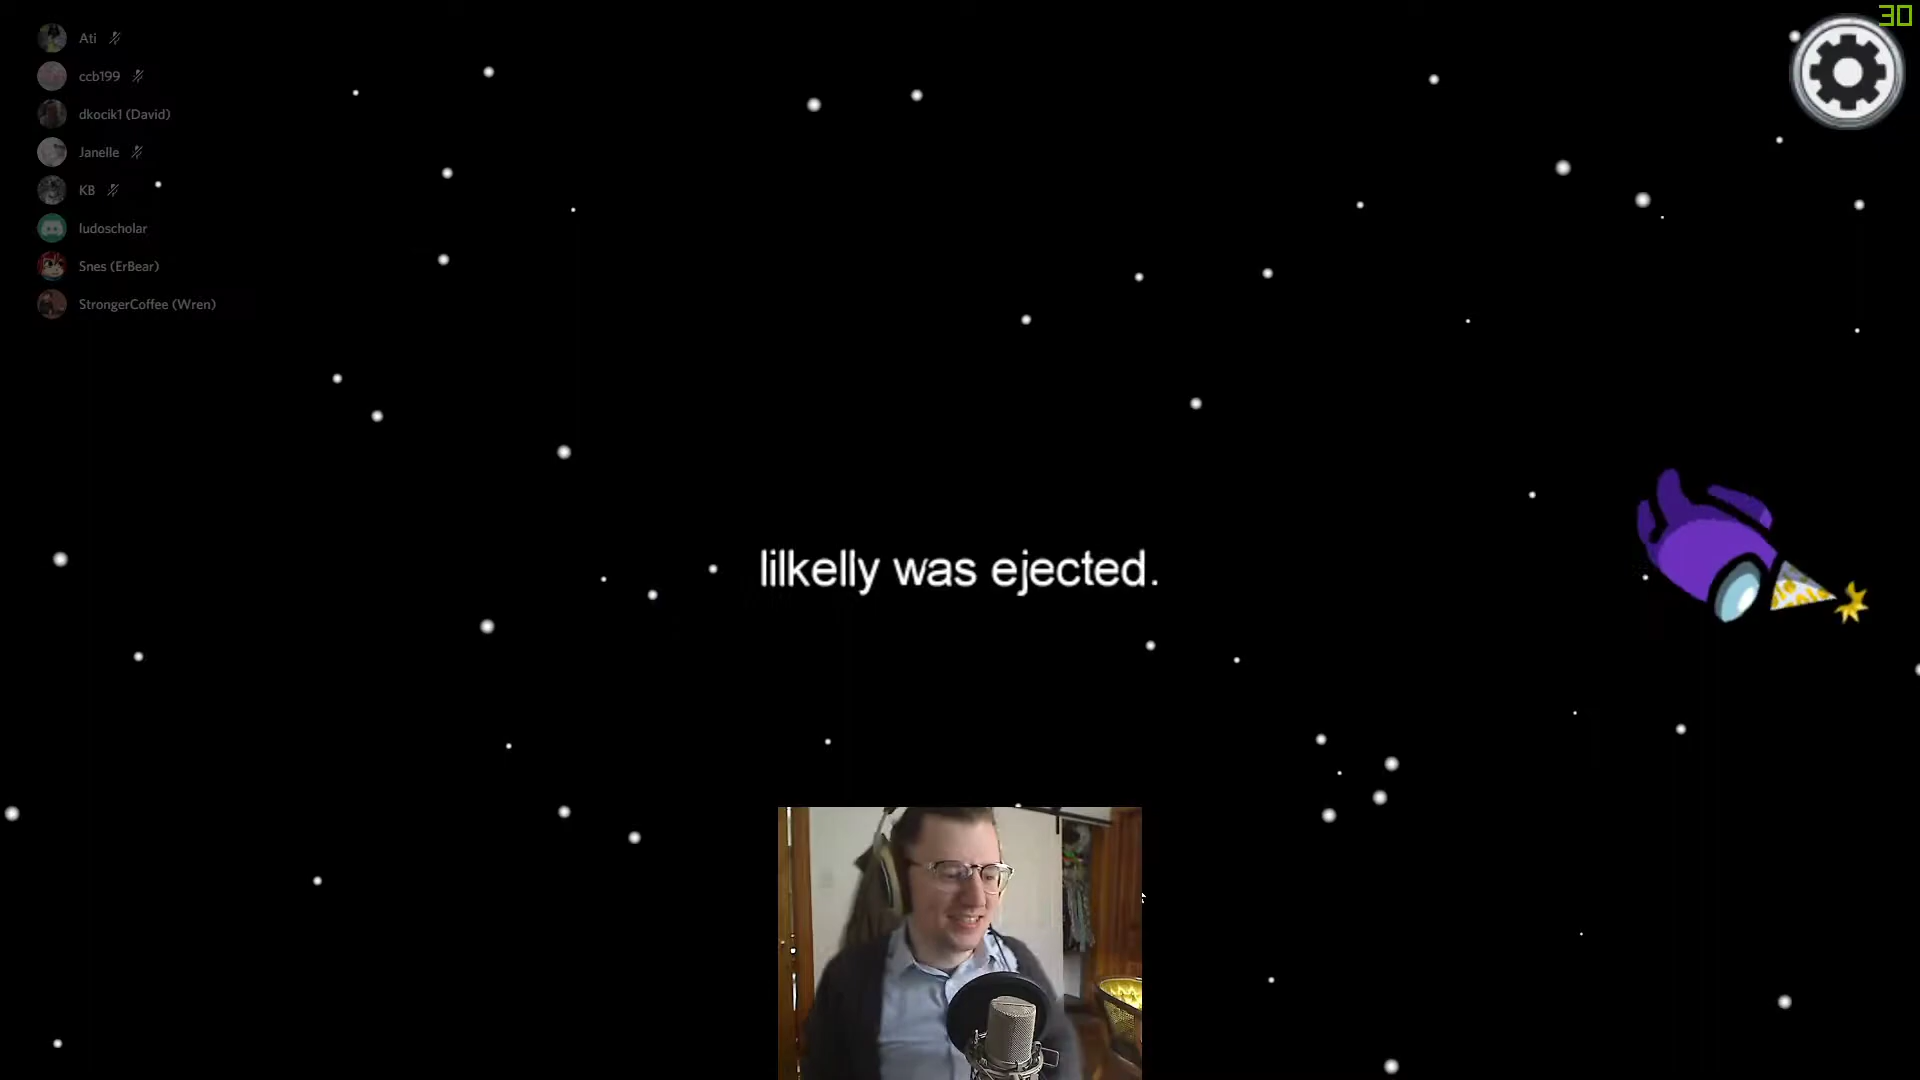 30
Ati
ccb199
dkocik1 (David)
Janelle
KB
ludoscholar
Snes (ErBear)
StrongerCoffee (Wren)
lilkelly was ejected.